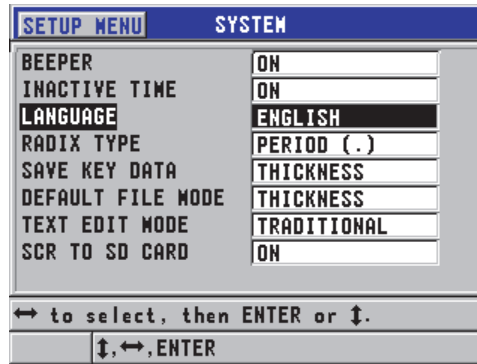 SETUP MENU SYSTEM
BEEPER ON
INACTIVE TIME ON
LANGUAGE ENGLISH
RADIX TYPE PERIOD (.)
SAVE KEY DATA THICKNESS
DEFAULT FILE MODE THICKNESS
TEXT EDIT MODE TRADITIONAL
SCR TO SD CARD ON
↔ to select, then ENTER or ↕.
↕,↔,ENTER